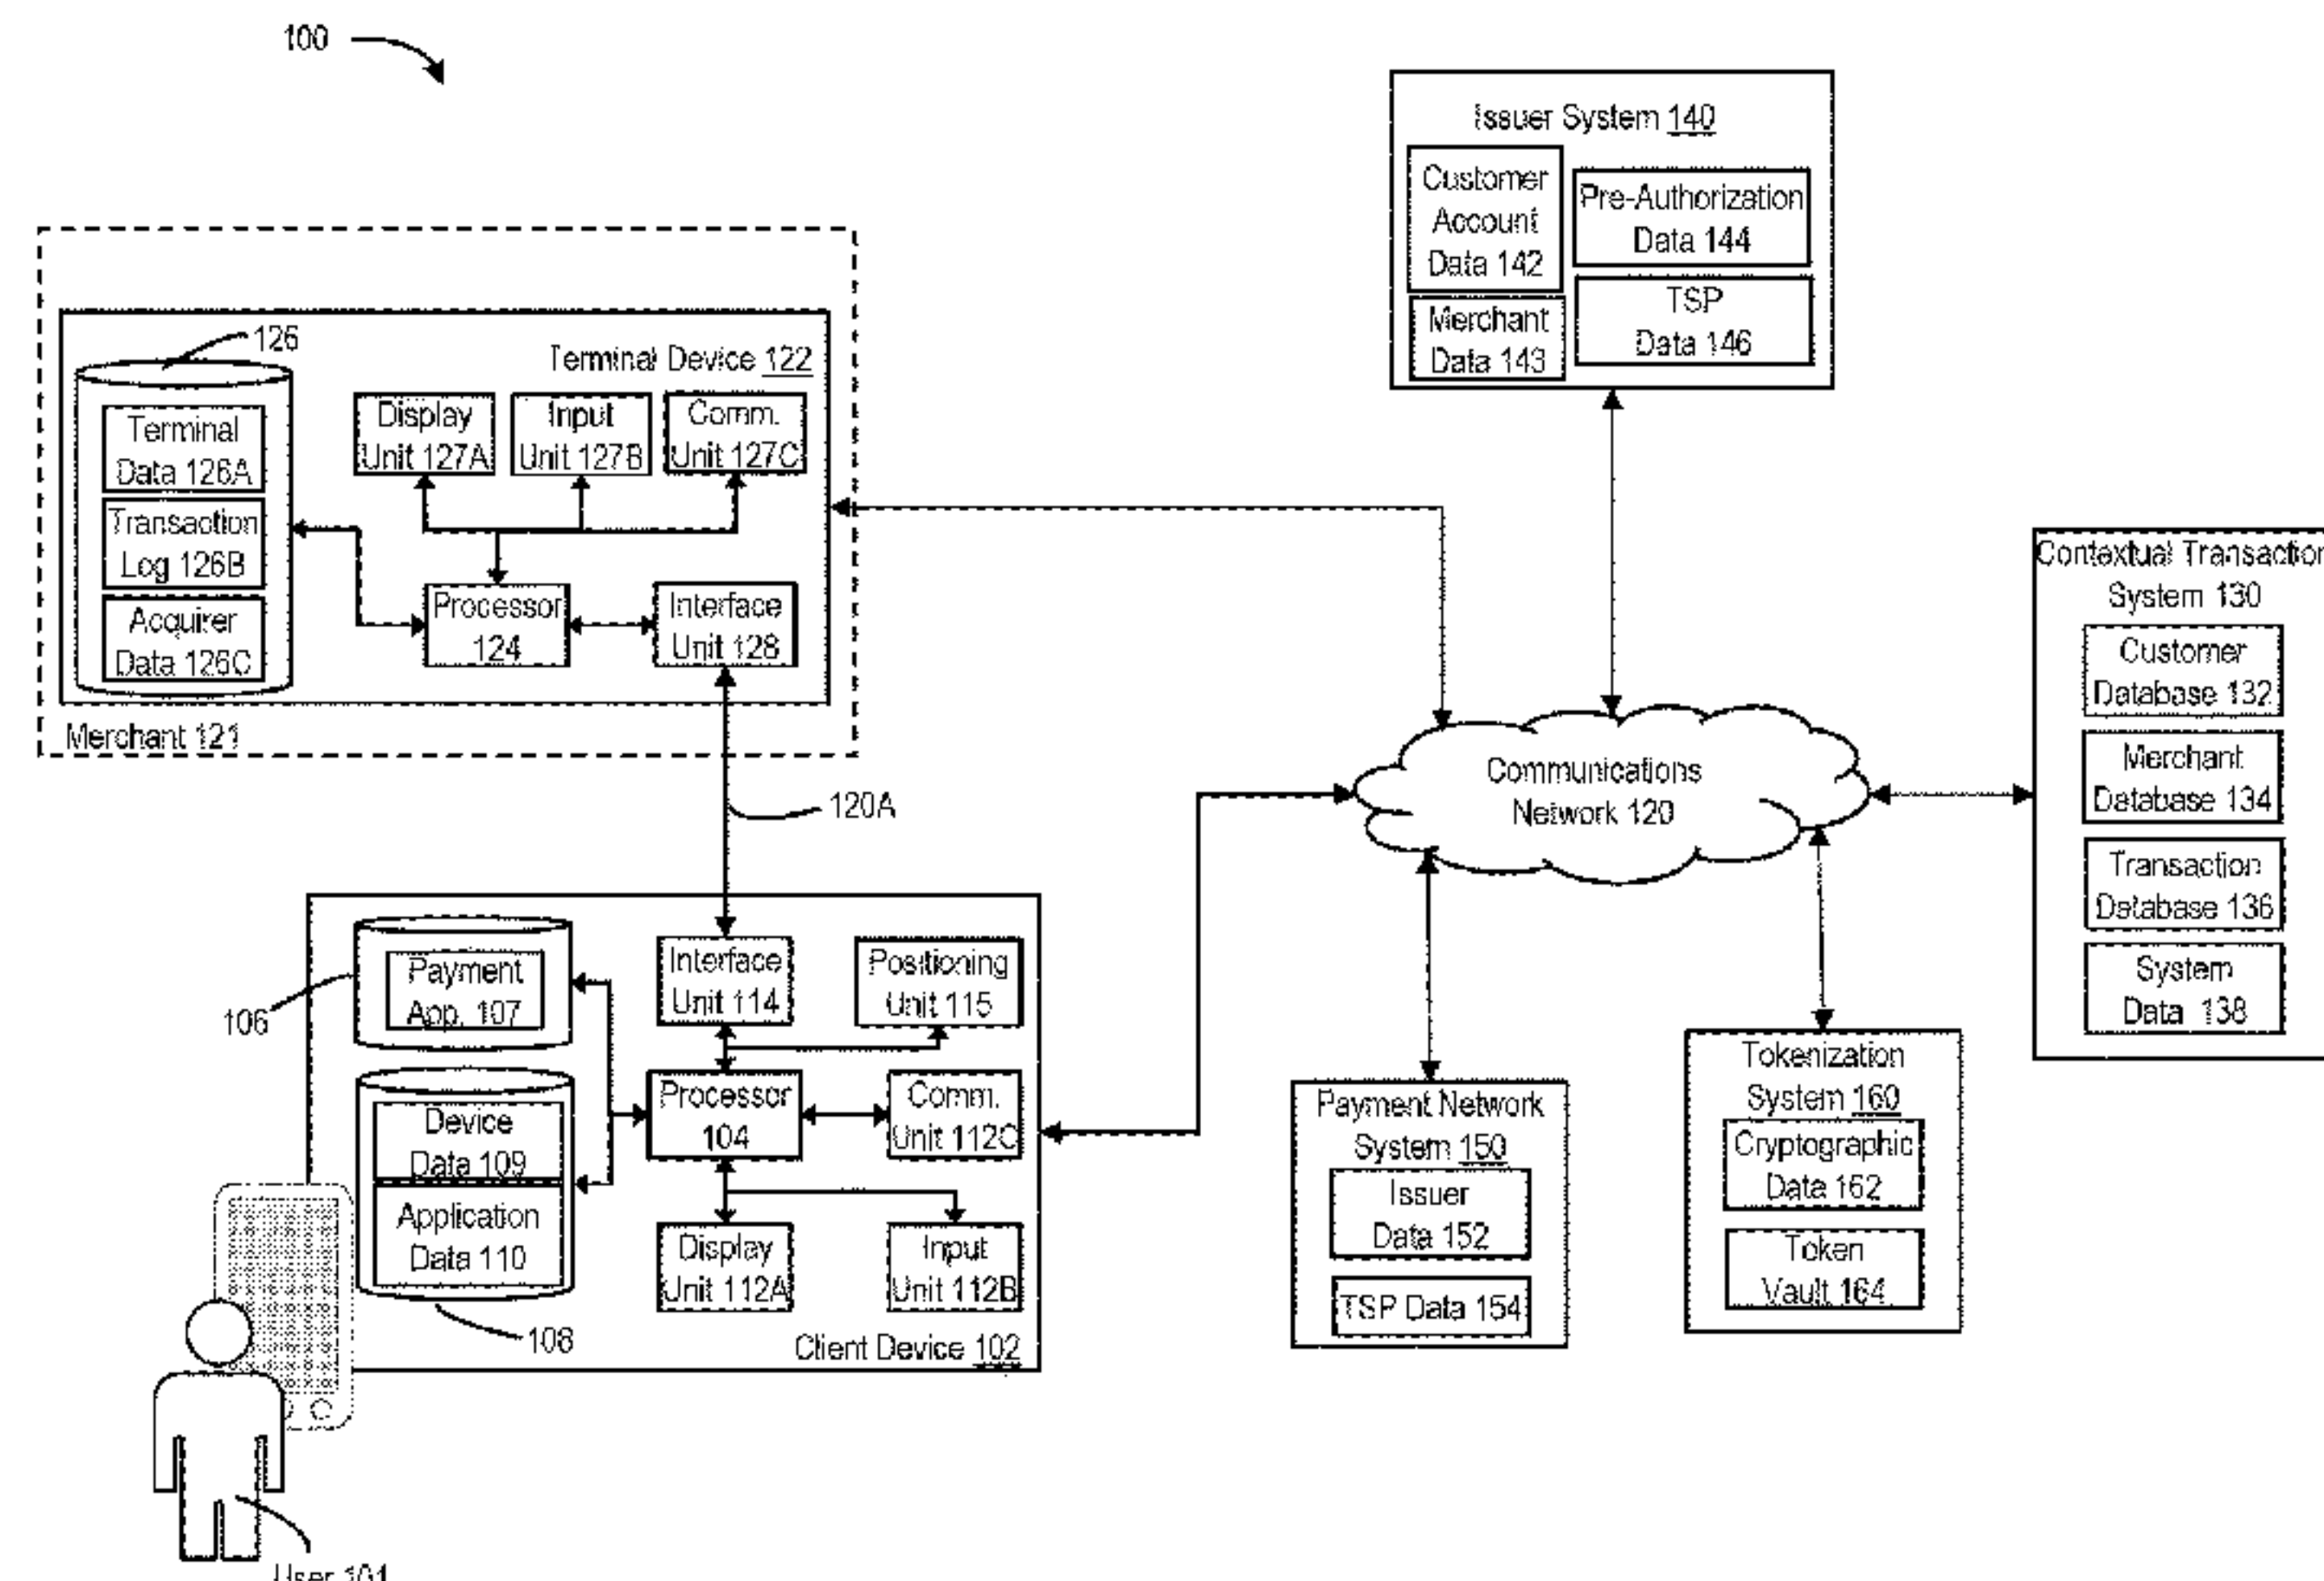 100
Issuer System 140
Customer
Account
Data 142
Pre-Authorization
Data 144
Merchant
Data 143
TSP
Data 146
126
Terminal Device 122
Terminal
Data 126A
Transaction
Log 126B
Acquirer
Data 126C
Display
Unit 127A
Input
Unit 127B
Comm.
Unit 127C
Processor
124
Interface
Unit 128
Merchant 121
120A
Contextual Transaction
System 130
Customer
Database 132
Merchant
Database 134
Transaction
Database 136
System
Data 138
Communications
Network 120
106
Payment
App. 107
Interface
Unit 114
Positioning
Unit 115
Device
Data 109
Application
Data 110
Processor
104
Comm.
Unit 112C
Display
Unit 112A
Input
Unit 112B
108
Client Device 102
Payment Network
System 150
Issuer
Data 152
TSP Data 154
Tokenization
System 160
Cryptographic
Data 162
Token
Vault 164
User 101